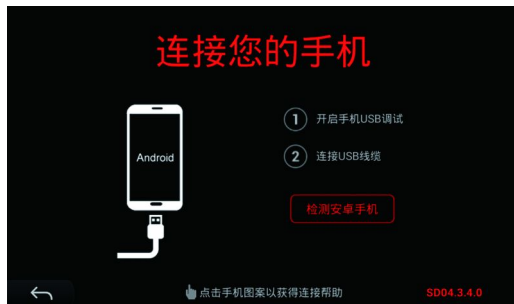 连接您的手机
Android
1 开启手机USB调试
2 连接USB线缆
检测安卓手机
点击手机图案以获得连接帮助
SD04.3.4.0